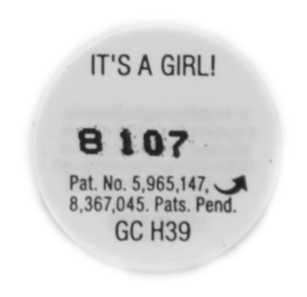 IT'S A GIRL!
8 107
Pat. No. 5,965,147,
8,367,045. Pats. Pend.
GC H39